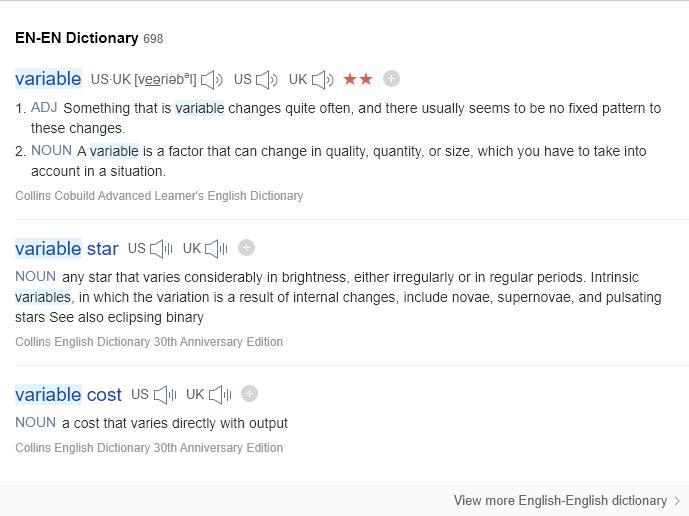 EN-EN Dictionary 698
variable US·UK [veəriəbᵊl] US UK ★★
1. ADJ Something that is variable changes quite often, and there usually seems to be no fixed pattern to
these changes.
2. NOUN A variable is a factor that can change in quality, quantity, or size, which you have to take into
account in a situation.
Collins Cobuild Advanced Learner's English Dictionary
variable star US UK
NOUN any star that varies considerably in brightness, either irregularly or in regular periods. Intrinsic
variables, in which the variation is a result of internal changes, include novae, supernovae, and pulsating
stars See also eclipsing binary
Collins English Dictionary 30th Anniversary Edition
variable cost US UK
NOUN a cost that varies directly with output
Collins English Dictionary 30th Anniversary Edition
View more English-English dictionary >